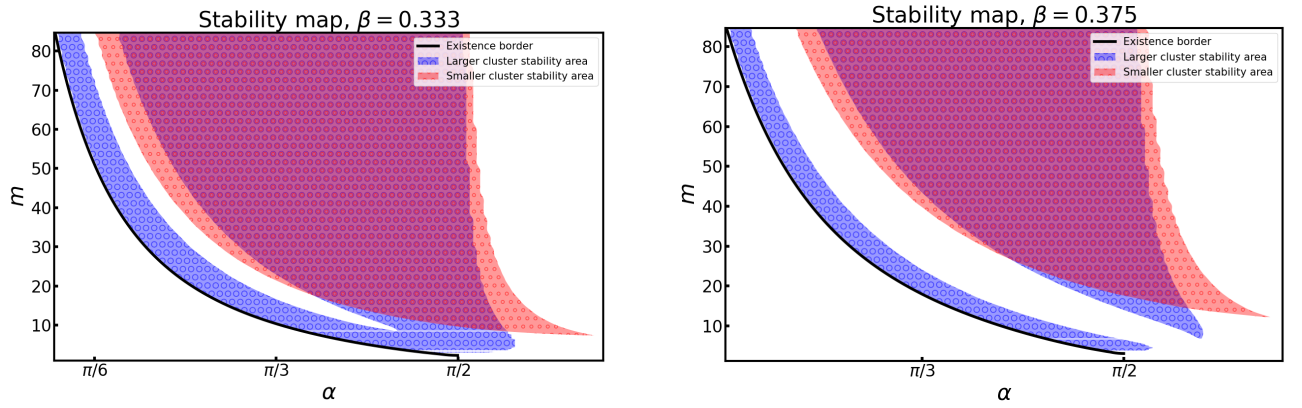 Stability map, β = 0.333
Existence border
Larger cluster stability area
Smaller cluster stability area
m
80
70
60
50
40
30
20
10
π/6
π/3
π/2
α
Stability map, β = 0.375
Existence border
Larger cluster stability area
Smaller cluster stability area
m
80
70
60
50
40
30
20
10
π/3
π/2
α